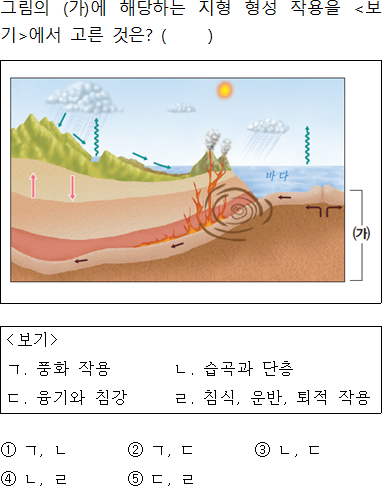 그림의 (가)에 해당하는 지형 형성 작용을 <보
기>에서 고른 것은? (      )
바 다
(가)
<보기>
ㄱ. 풍화 작용 ㄴ. 습곡과 단층
ㄷ. 융기와 침강 ㄹ. 침식, 운반, 퇴적 작용
① ㄱ, ㄴ ② ㄱ, ㄷ ③ ㄴ, ㄷ
④ ㄴ, ㄹ ⑤ ㄷ, ㄹ